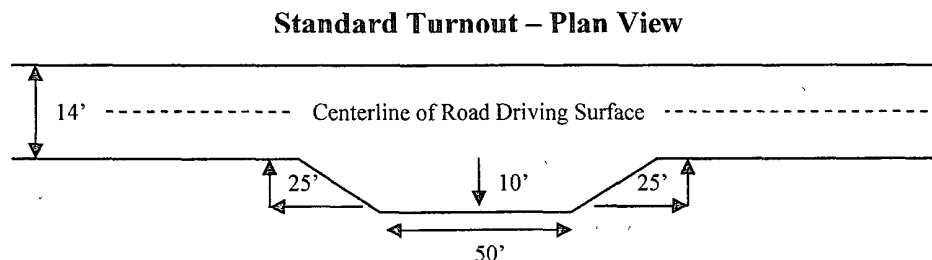 Standard Turnout – Plan View
14’
Centerline of Road Driving Surface
25’
10’
25’
50’